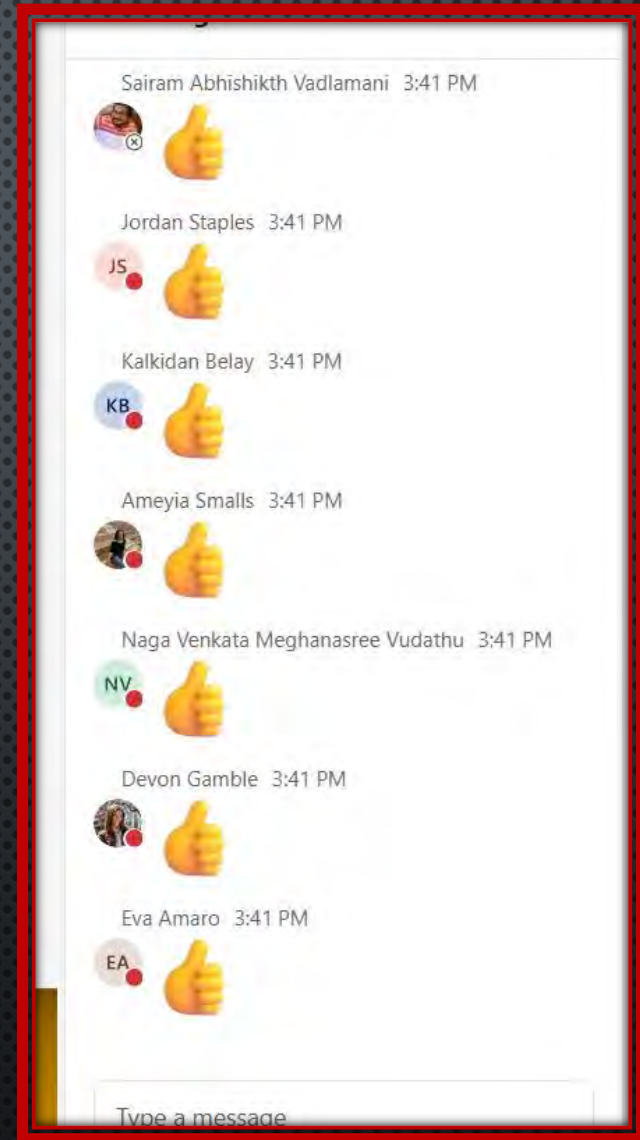 Sairam Abhishikth Vadlamani 3:41 PM
Jordan Staples 3:41 PM
JS
Kalkidan Belay 3:41 PM
KB
Ameyia Smalls 3:41 PM
Naga Venkata Meghanasree Vudathu 3:41 PM
NV
Devon Gamble 3:41 PM
Eva Amaro 3:41 PM
EA
Type a message